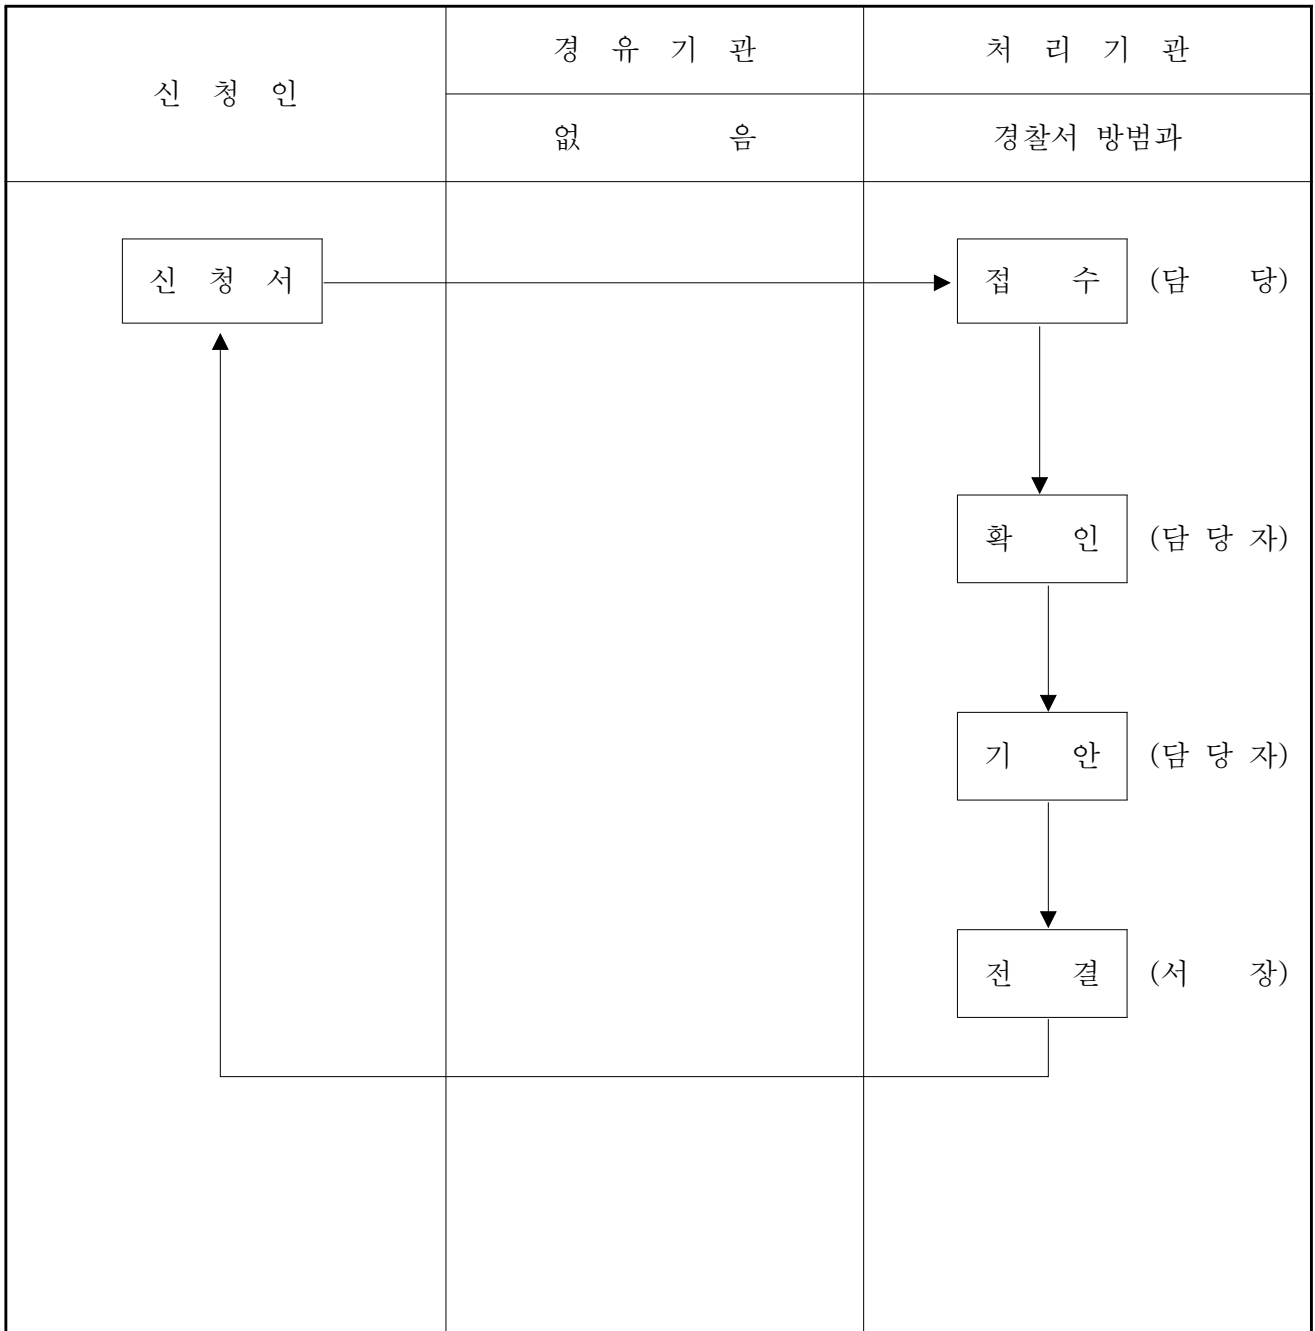 신 청 인
경 유 기 관
처 리 기 관
없 음
경찰서 방범과
신 청 서
접 수 (담 당)
확 인 (담 당 자)
기 안 (담 당 자)
전 결 (서 장)